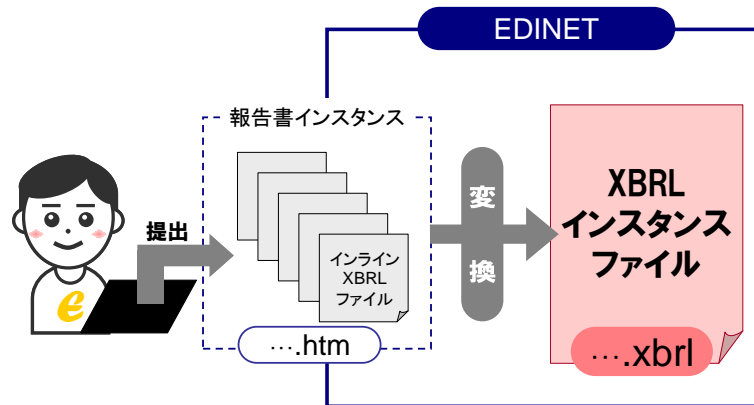 EDINET
報告書インスタンス
提出
e
インライン
XBRL
ファイル
….htm
変
換
XBRL
インスタンス
ファイル
….xbrl